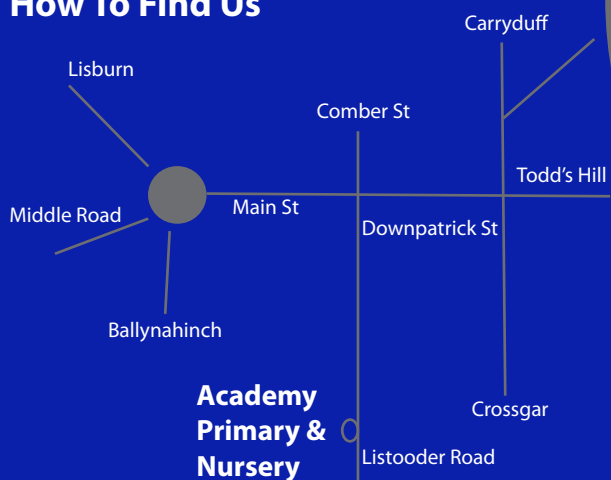 How To Find Us
Carryduff
Lisburn
Comber St
Todd's Hill
Main St
Middle Road
Downpatrick St
Ballynahinch
Academy
Primary &
Nursery
Crossgar
Listooder Road